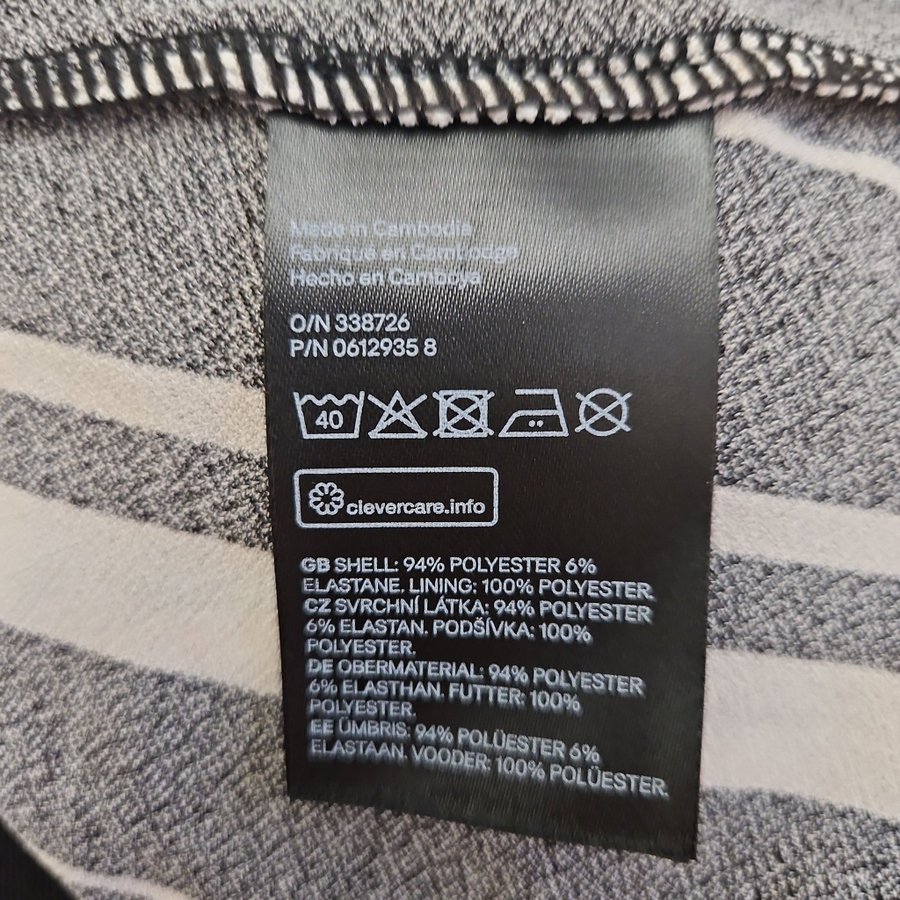 Made in Cambodia
Fabriqué en Cambodge
Hecho en Camboya
O/N 338726
P/N 0612935 8
40
clevercare.info
GB SHELL: 94% POLYESTER 6%
ELASTANE. LINING: 100% POLYESTER.
CZ SVRCHNÍ LÁTKA: 94% POLYESTER
6% ELASTAN. PODŠÍVKA: 100%
POLYESTER.
DE OBERMATERIAL: 94% POLYESTER
6% ELASTHAN. FUTTER: 100%
POLYESTER.
EE ÜMBRIS: 94% POLÜESTER 6%
ELASTAAN. VOODER: 100% POLÜESTER.